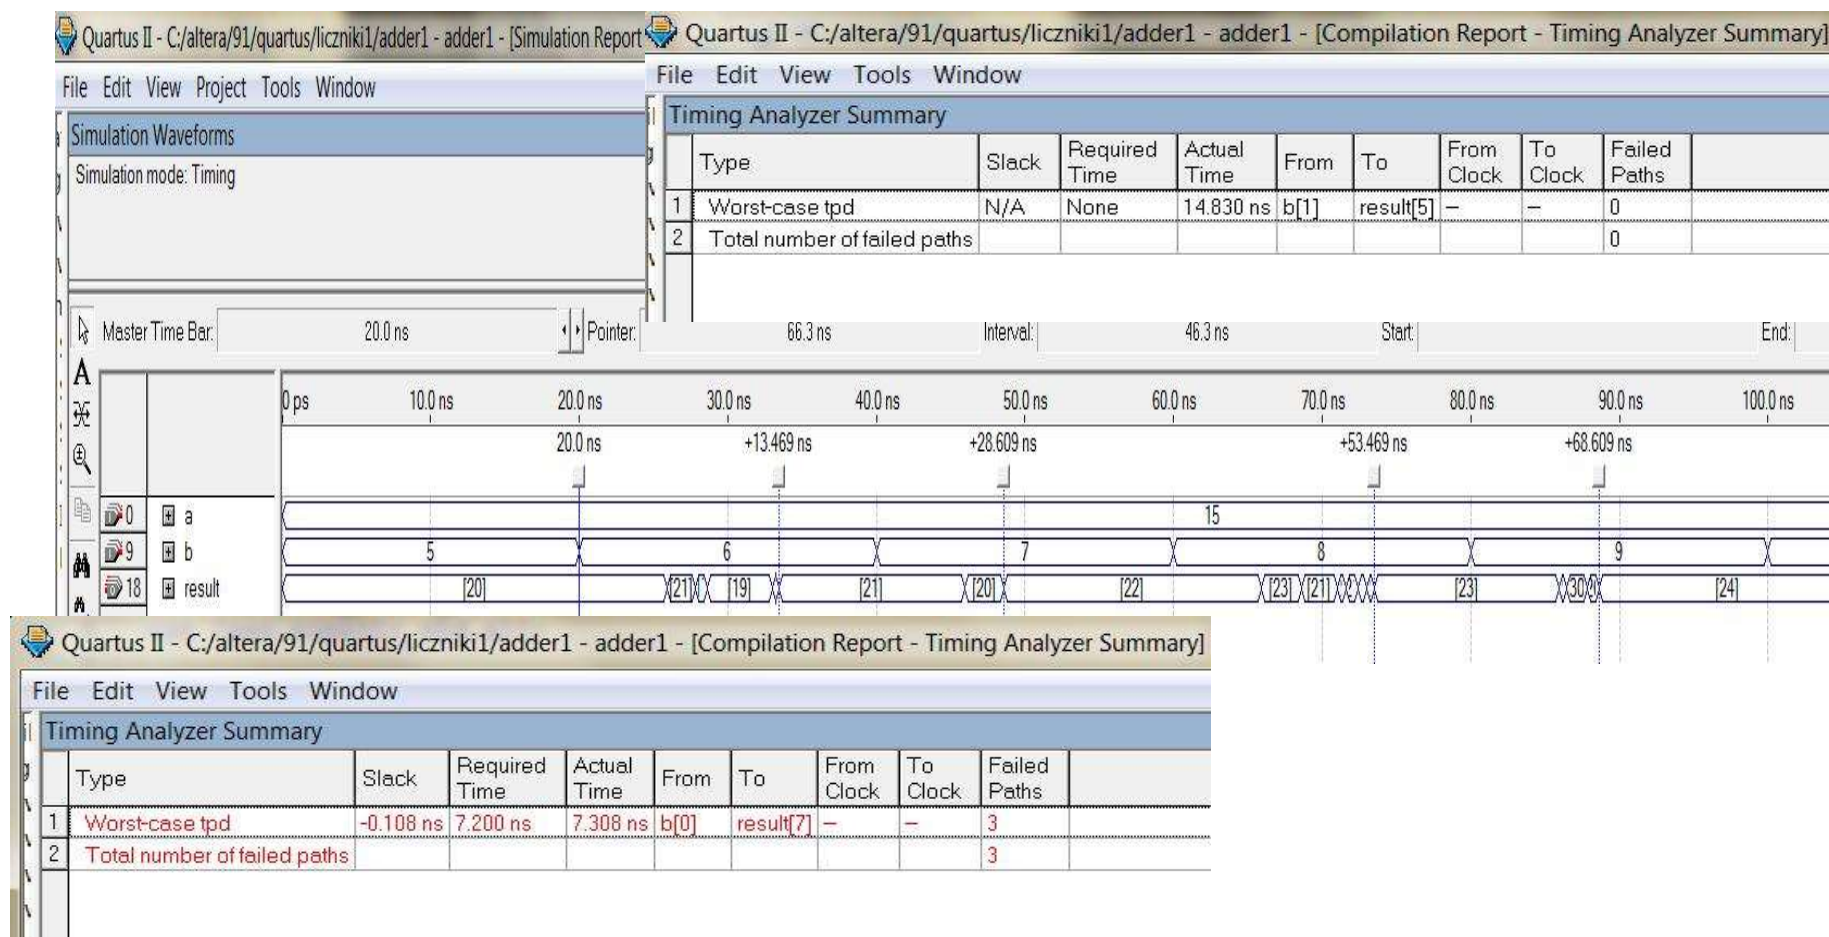 Quartus II - C:/altera/91/quartus/liczniki1/adder1 - adder1 - [Simulation Report
File Edit View Project Tools Window
Simulation Waveforms
Simulation mode: Timing
Quartus II - C:/altera/91/quartus/liczniki1/adder1 - adder1 - [Compilation Report - Timing Analyzer Summary]
File Edit View Tools Window
Timing Analyzer Summary
Type Slack Required Time Actual Time From To From Clock To Clock Failed Paths
1 Worst-case tpd N/A None 14.830 ns b[1] result[5] – – 0
2 Total number of failed paths 0
Master Time Bar: 20.0 ns Pointer: 66.3 ns Interval: 46.3 ns Start: End:
0 ps 10.0 ns 20.0 ns 30.0 ns 40.0 ns 50.0 ns 60.0 ns 70.0 ns 80.0 ns 90.0 ns 100.0 ns
20.0 ns +13.469 ns +28.609 ns +53.469 ns +68.609 ns
0 a 15
9 b 5 6 7 8 9
18 result [20] [21] [19] [21] [20] [22] [23] [21] [23] [24]
Quartus II - C:/altera/91/quartus/liczniki1/adder1 - adder1 - [Compilation Report - Timing Analyzer Summary]
File Edit View Tools Window
Timing Analyzer Summary
Type Slack Required Time Actual Time From To From Clock To Clock Failed Paths
1 Worst-case tpd -0.108 ns 7.200 ns 7.308 ns b[0] result[7] – – 3
2 Total number of failed paths 3